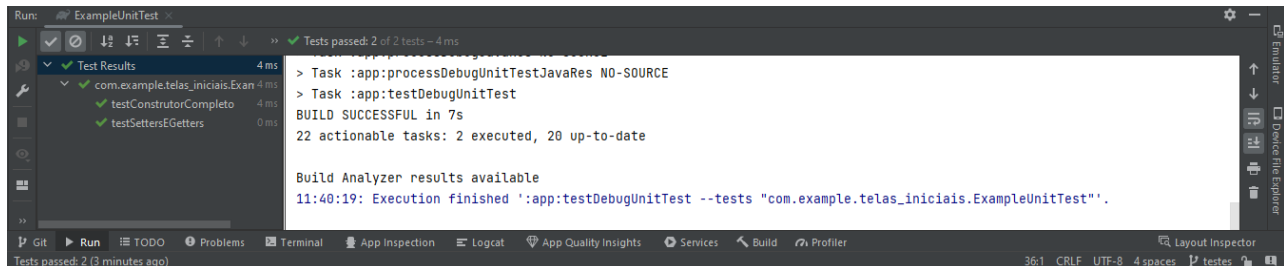 Run: ExampleUnitTest
Tests passed: 2 of 2 tests – 4 ms
Test Results 4 ms
com.example.telas_iniciais.Exam 4 ms
testConstrutorCompleto 4 ms
testSettersEGetters 0 ms
> Task :app:processDebugUnitTestJavaRes NO-SOURCE
> Task :app:testDebugUnitTest
BUILD SUCCESSFUL in 7s
22 actionable tasks: 2 executed, 20 up-to-date
Build Analyzer results available
11:40:19: Execution finished ':app:testDebugUnitTest --tests "com.example.telas_iniciais.ExampleUnitTest"'.
Emulator
Device File Explorer
Git Run TODO Problems Terminal App Inspection Logcat App Quality Insights Services Build Profiler Layout Inspector
Tests passed: 2 (3 minutes ago) 36:1 CRLF UTF-8 4 spaces testes